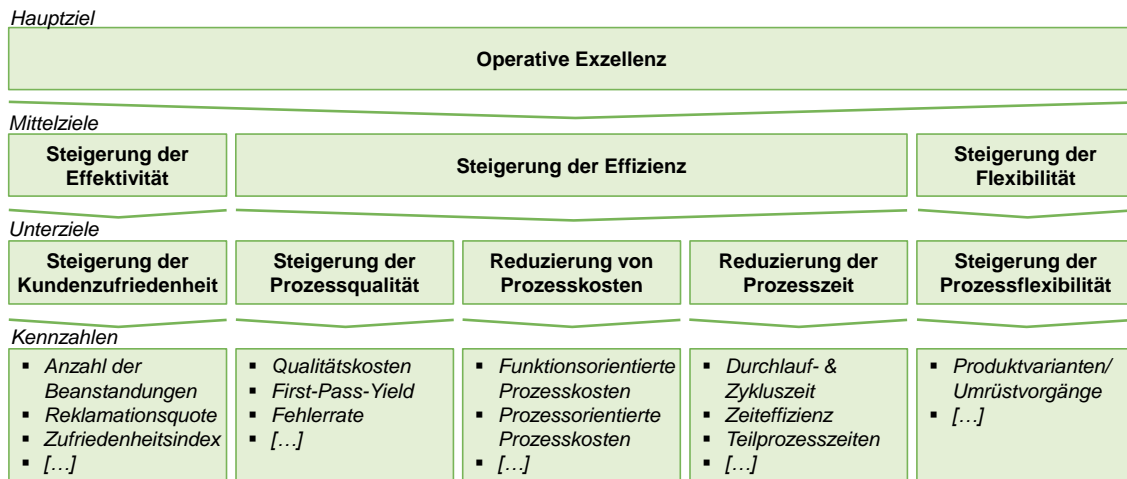 Hauptziel
Operative Exzellenz
Mittelziele
Steigerung der
Effektivität
Steigerung der Effizienz
Steigerung der
Flexibilität
Unterziele
Steigerung der
Kundenzufriedenheit
Steigerung der
Prozessqualität
Reduzierung von
Prozesskosten
Reduzierung der
Prozesszeit
Steigerung der
Prozessflexibilität
Kennzahlen
▪ Anzahl der
Beanstandungen
▪ Reklamationsquote
▪ Zufriedenheitsindex
▪ […]
▪ Qualitätskosten
▪ First-Pass-Yield
▪ Fehlerrate
▪ […]
▪ Funktionsorientierte
Prozesskosten
▪ Prozessorientierte
Prozesskosten
▪ […]
▪ Durchlauf- &
Zykluszeit
▪ Zeiteffizienz
▪ Teilprozesszeiten
▪ […]
▪ Produktvarianten/
Umrüstvorgänge
▪ […]